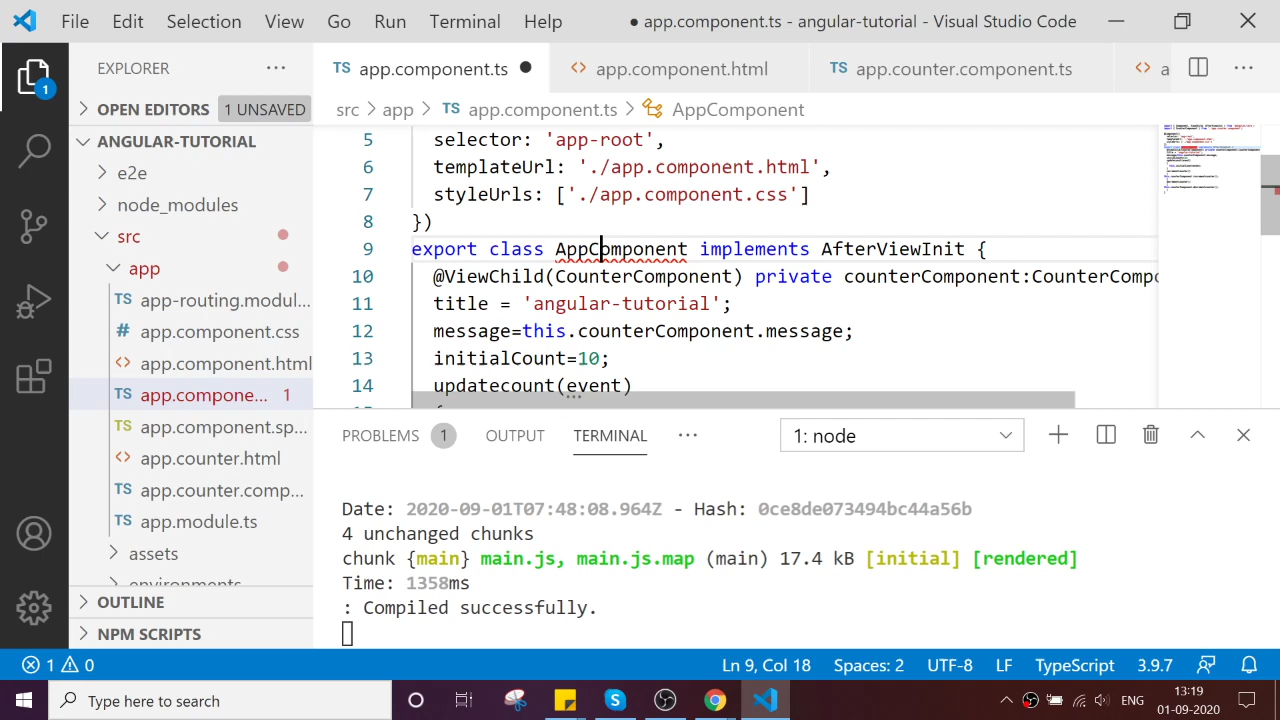 File Edit Selection View Go Run Terminal Help ● app.component.ts - angular-tutorial - Visual Studio Code
EXPLORER ...
TS app.component.ts ●
<> app.component.html
TS app.counter.component.ts
<> a
OPEN EDITORS 1 UNSAVED
src > app > TS app.component.ts > AppComponent
ANGULAR-TUTORIAL
e2e
node_modules
src
app
TS app-routing.modul...
# app.component.css
<> app.component.html
TS app.compone... 1
TS app.component.sp...
<> app.counter.html
TS app.counter.comp...
TS app.module.ts
assets
environments
OUTLINE
NPM SCRIPTS
5 selector: 'app-root',
6 templateUrl: './app.component.html',
7 styleUrls: ['./app.component.css']
8 })
9 export class AppComponent implements AfterViewInit {
10 @ViewChild(CounterComponent) private counterComponent:CounterCompo
11 title = 'angular-tutorial';
12 message=this.counterComponent.message;
13 initialCount=10;
14 updatecount(event)
PROBLEMS 1 OUTPUT TERMINAL ... 1: node
Date: 2020-09-01T07:48:08.964Z - Hash: 0ce8de073494bc44a56b
4 unchanged chunks
chunk {main} main.js, main.js.map (main) 17.4 kB [initial] [rendered]
Time: 1358ms
: Compiled successfully.
1 0 Ln 9, Col 18 Spaces: 2 UTF-8 LF TypeScript 3.9.7
Type here to search
ENG
13:19
01-09-2020